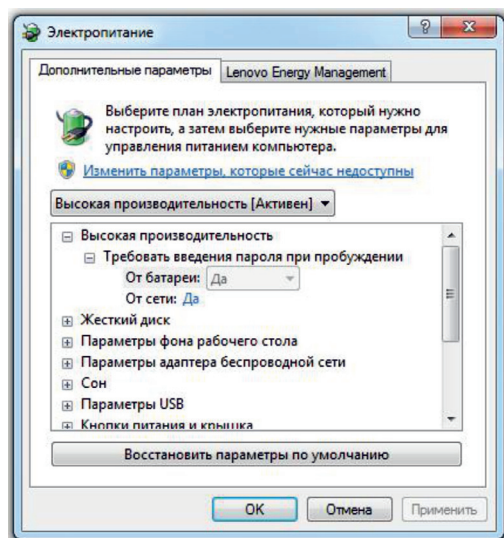 Электропитание
Дополнительные параметры
Lenovo Energy Management
Выберите план электропитания, который нужно
настроить, а затем выберите нужные параметры для
управления питанием компьютера.
Изменить параметры, которые сейчас недоступны
Высокая производительность [Активен]
Высокая производительность
Требовать введения пароля при пробуждении
От батареи: Да
От сети: Да
Жесткий диск
Параметры фона рабочего стола
Параметры адаптера беспроводной сети
Сон
Параметры USB
Кнопки питания и крышка
Восстановить параметры по умолчанию
OK
Отмена
Применить